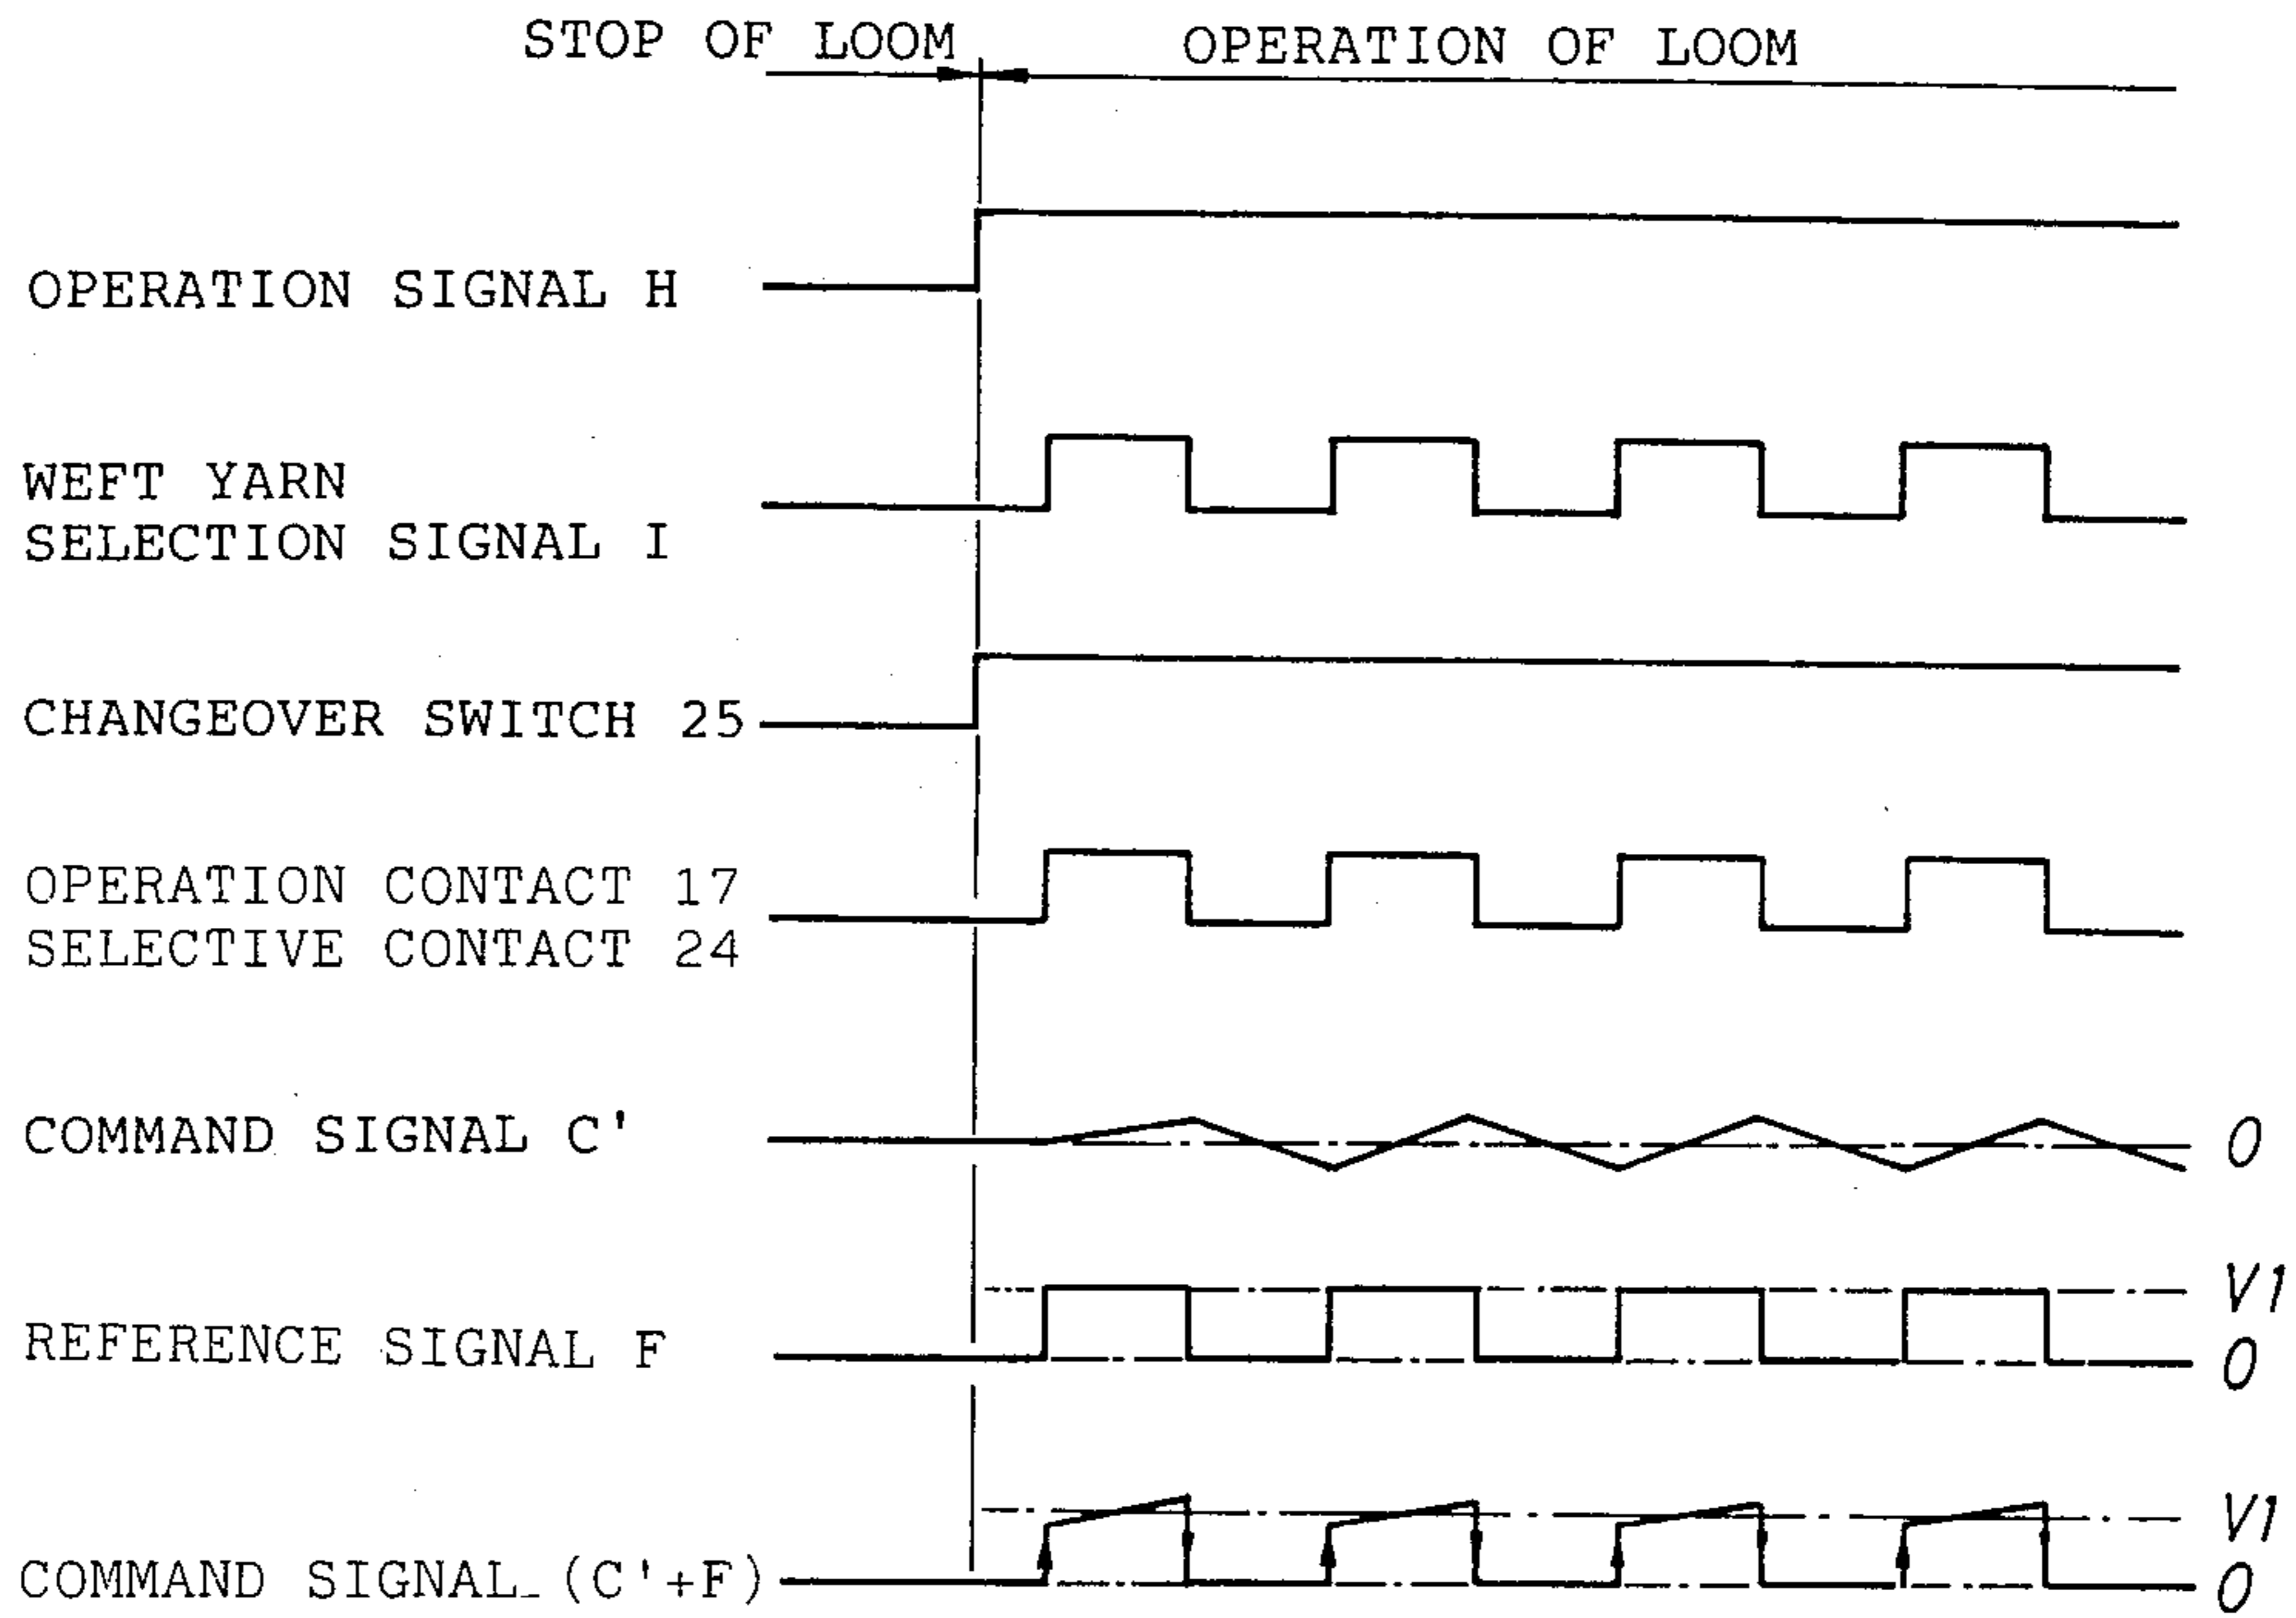 STOP OF LOOM
OPERATION OF LOOM
OPERATION SIGNAL H
WEFT YARN
SELECTION SIGNAL I
CHANGEOVER SWITCH 25
OPERATION CONTACT 17
SELECTIVE CONTACT 24
COMMAND SIGNAL C'
0
V1
REFERENCE SIGNAL F
0
V1
COMMAND SIGNAL (C'+F)
0